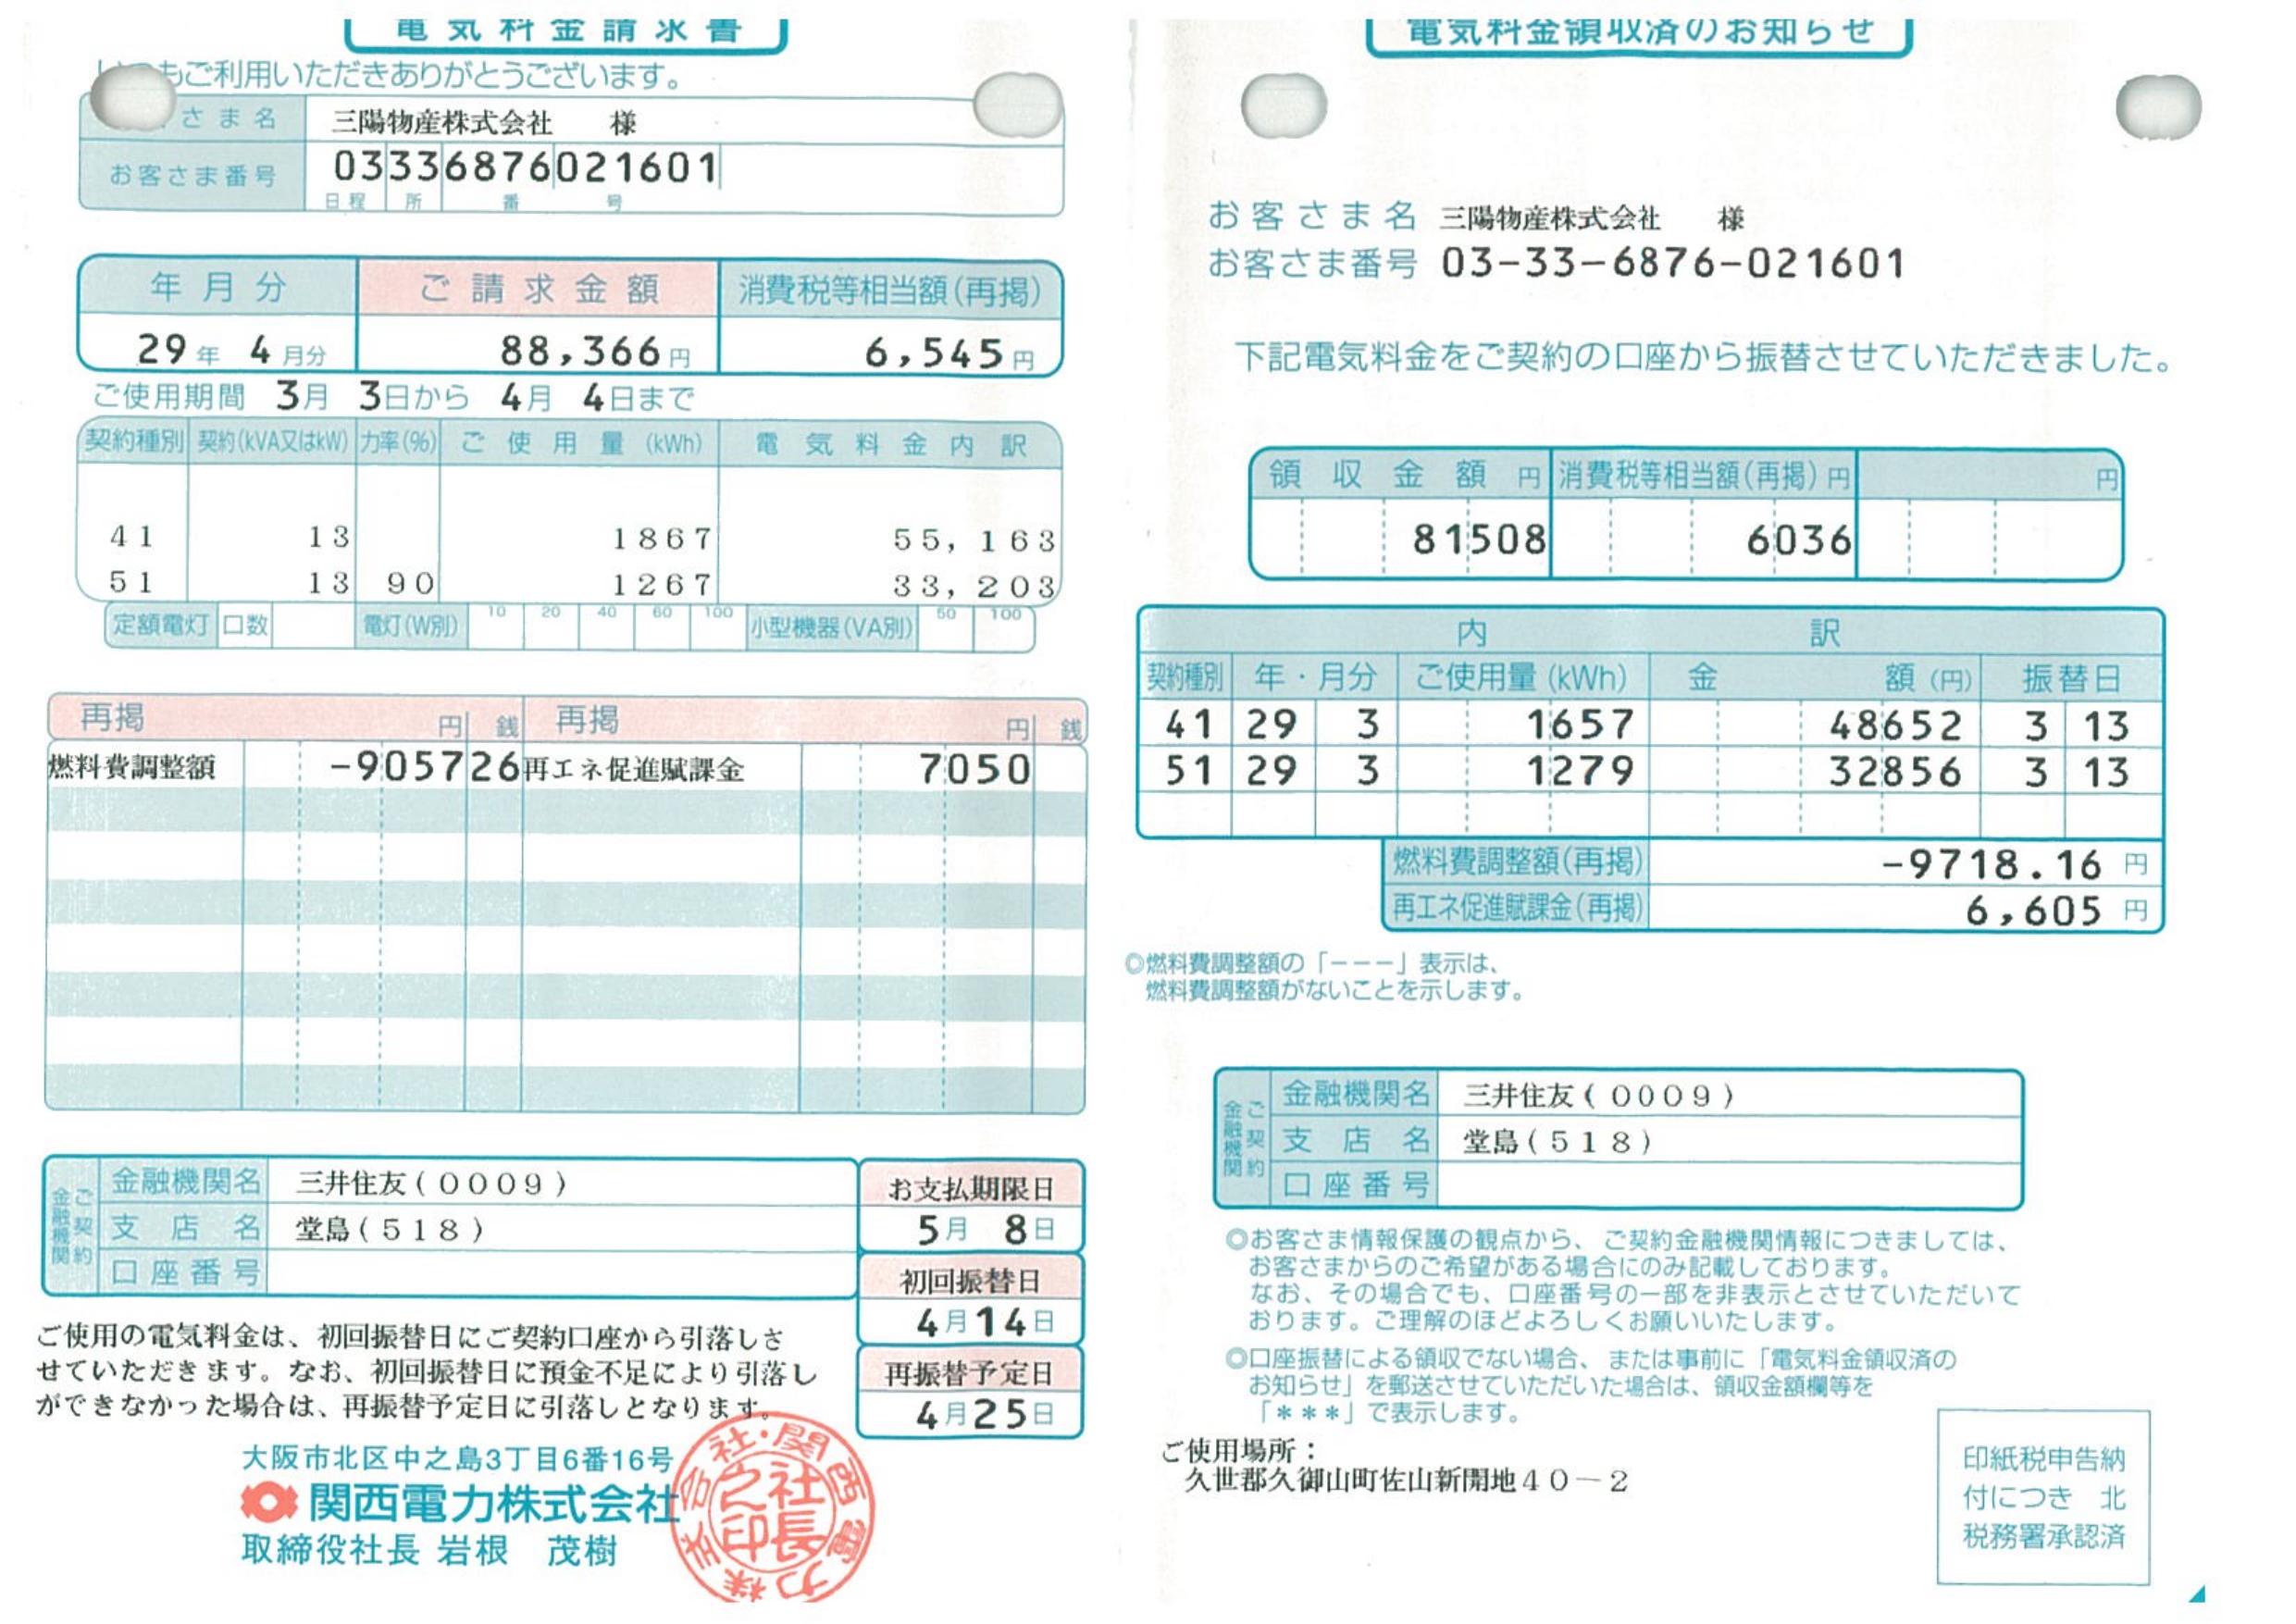 電気料金請求書
もご利用いただきありがとうございます。
さま名 三陽物産株式会社 様
お客さま番号 03336876021601
日程 所 番 号
年月分 ご請求金額 消費税等相当額(再掲)
29年 4月分 88,366円 6,545円
ご使用期間 3月 3日から 4月 4日まで
契約種別 契約(kVA又はkW) 力率(%) ご使用量(kWh) 電気料金内訳
41 13 1867 55,163
51 13 90 1267 33,203
定額電灯 口数 電灯(W別) 10 20 40 60 100 小型機器(VA別) 50 100
再掲 円 銭 再掲 円 銭
燃料費調整額 -905726 再エネ促進賦課金 7050
ご契約金融機関
金融機関名 三井住友(0009)
支店名 堂島(518)
口座番号
お支払期限日
5月 8日
初回振替日
4月14日
再振替予定日
4月25日
ご使用の電気料金は、初回振替日にご契約口座から引落しさ
せていただきます。なお、初回振替日に預金不足により引落し
ができなかった場合は、再振替予定日に引落しとなります。
大阪市北区中之島3丁目6番16号
関西電力株式会社
取締役社長 岩根 茂樹
関西電力株式会社
社長之印
電気料金領収済のお知らせ
お客さま名 三陽物産株式会社 様
お客さま番号 03-33-6876-021601
下記電気料金をご契約の口座から振替させていただきました。
領収金額 円 消費税等相当額(再掲)円 円
81508 6036
内訳
契約種別 年・月分 ご使用量(kWh) 金額(円) 振替日
41 29 3 1657 48652 3 13
51 29 3 1279 32856 3 13
燃料費調整額(再掲) -9718.16 円
再エネ促進賦課金(再掲) 6,605 円
◎燃料費調整額の「ーーー」表示は、
燃料費調整額がないことを示します。
ご契約金融機関
金融機関名 三井住友(0009)
支店名 堂島(518)
口座番号
◎お客さま情報保護の観点から、ご契約金融機関情報につきましては、
お客さまからのご希望がある場合にのみ記載しております。
なお、その場合でも、口座番号の一部を非表示とさせていただいて
おります。ご理解のほどよろしくお願いいたします。
◎口座振替による領収でない場合、または事前に「電気料金領収済の
お知らせ」を郵送させていただいた場合は、領収金額欄等を
「＊＊＊」で表示します。
ご使用場所：
久世郡久御山町佐山新開地40－2
印紙税申告納
付につき 北
税務署承認済